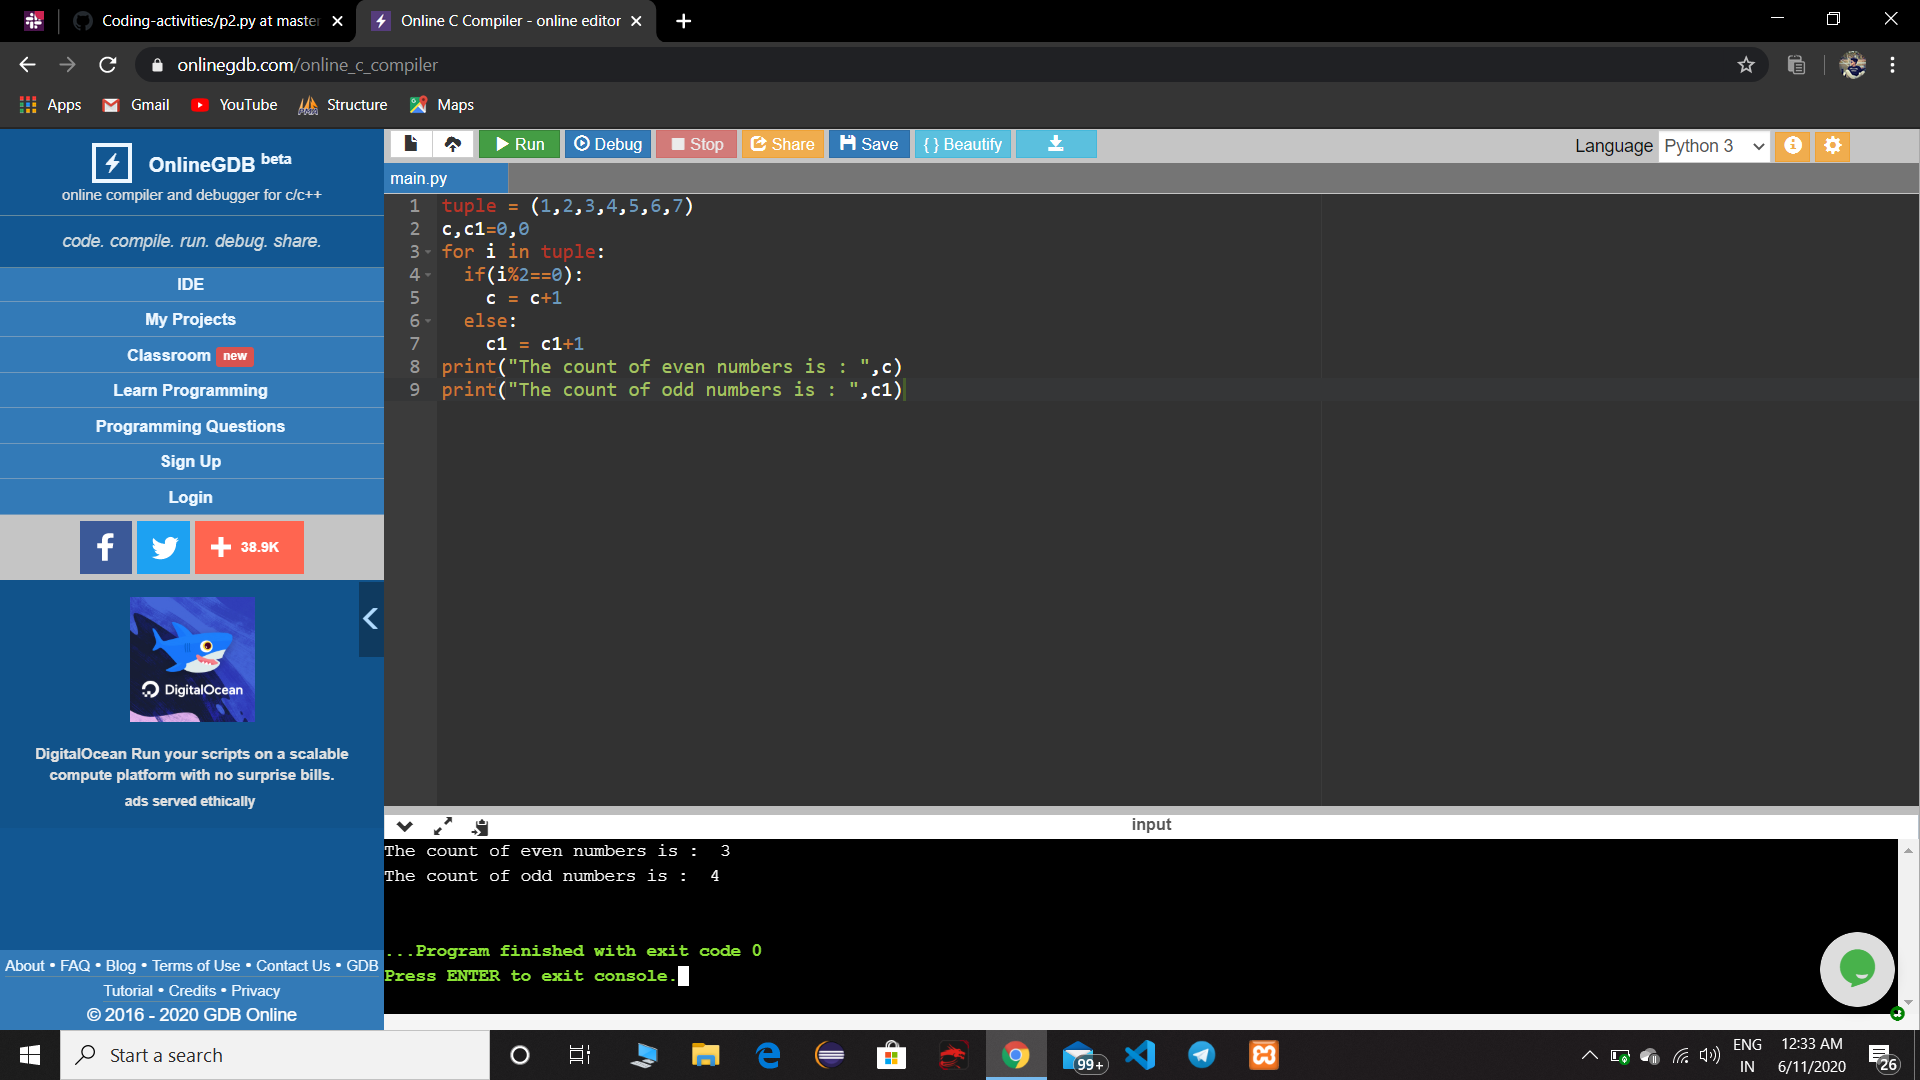 Coding-activities/p2.py at master
Online C Compiler - online editor
onlinegdb.com/online_c_compiler
Apps
Gmail
YouTube
Structure
Maps
OnlineGDB beta
online compiler and debugger for c/c++
code. compile. run. debug. share.
IDE
My Projects
Classroom new
Learn Programming
Programming Questions
Sign Up
Login
38.9K
DigitalOcean
DigitalOcean Run your scripts on a scalable
compute platform with no surprise bills.
ads served ethically
About • FAQ • Blog • Terms of Use • Contact Us • GDB
Tutorial • Credits • Privacy
© 2016 - 2020 GDB Online
Run
Debug
Stop
Share
Save
{ } Beautify
Language Python 3
main.py
1 tuple = (1,2,3,4,5,6,7)
2 c,c1=0,0
3 for i in tuple:
4   if(i%2==0):
5     c = c+1
6   else:
7     c1 = c1+1
8 print("The count of even numbers is : ",c)
9 print("The count of odd numbers is : ",c1)
input
The count of even numbers is :  3
The count of odd numbers is :  4
...Program finished with exit code 0
Press ENTER to exit console.
Start a search
99+
ENG
IN
12:33 AM
6/11/2020
26